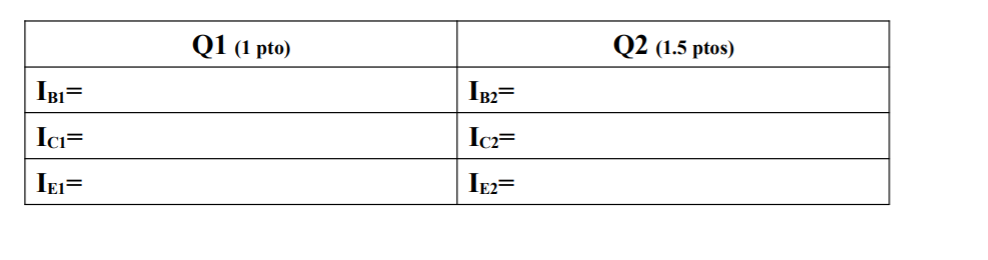 Q1 (1 pto) Q2 (1.5 ptos)
IB1= IB2=
IC1= IC2=
IE1= IE2=